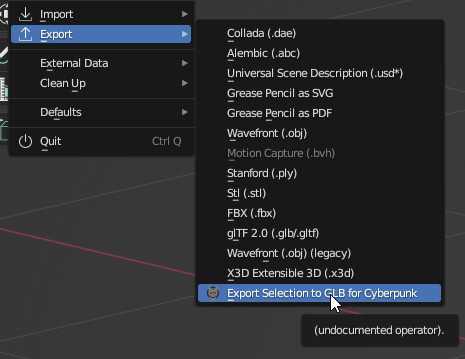 Import
Export
External Data
Clean Up
Defaults
Quit Ctrl Q
Collada (.dae)
Alembic (.abc)
Universal Scene Description (.usd*)
Grease Pencil as SVG
Grease Pencil as PDF
Wavefront (.obj)
Motion Capture (.bvh)
Stanford (.ply)
Stl (.stl)
FBX (.fbx)
glTF 2.0 (.glb/.gltf)
Wavefront (.obj) (legacy)
X3D Extensible 3D (.x3d)
Export Selection to GLB for Cyberpunk
(undocumented operator).